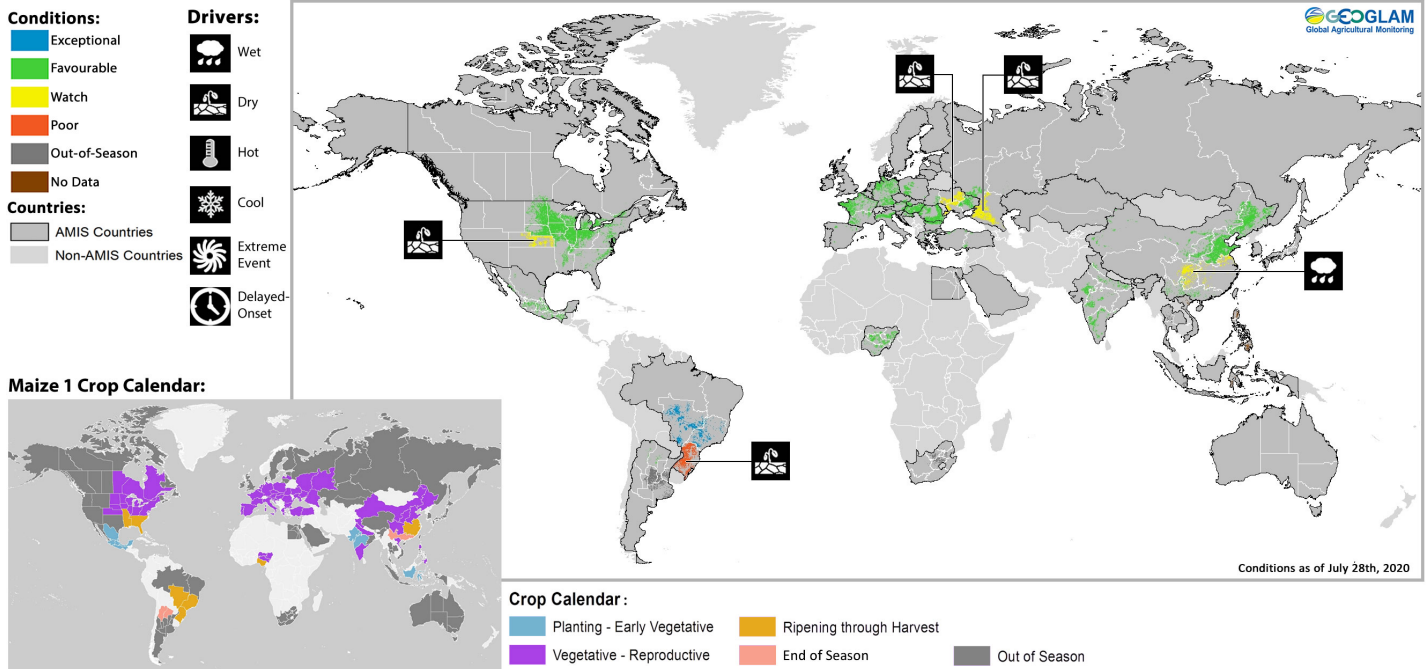 Conditions:
Exceptional
Favourable
Watch
Poor
Out-of-Season
No Data
Countries:
AMIS Countries
Non-AMIS Countries
Drivers:
Wet
Dry
Hot
Cool
Extreme
Event
Delayed-
Onset
GEOGLAM
Global Agricultural Monitoring
Conditions as of July 28th, 2020
Maize 1 Crop Calendar:
Crop Calendar :
Planting - Early Vegetative
Ripening through Harvest
Vegetative - Reproductive
End of Season
Out of Season